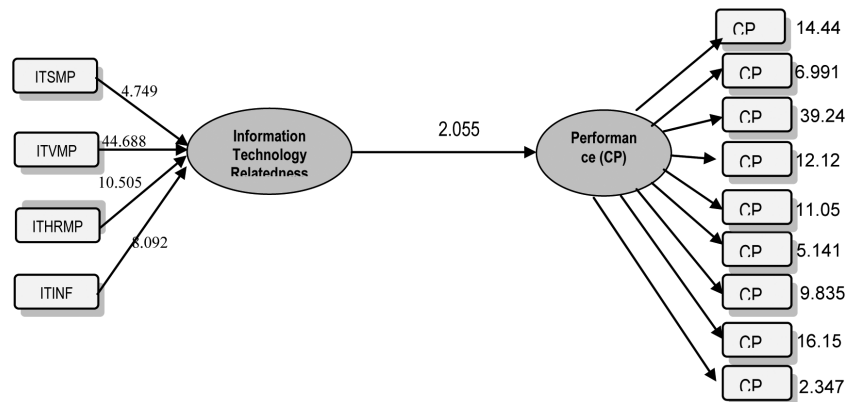 ITSMP
ITVMP
ITHRMP
ITINF
4.749
44.688
10.505
8.092
Information
Technology
Relatedness
2.055
Performan
ce (CP)
CP 14.44
CP 6.991
CP 39.24
CP 12.12
CP 11.05
CP 5.141
CP 9.835
CP 16.15
CP 2.347